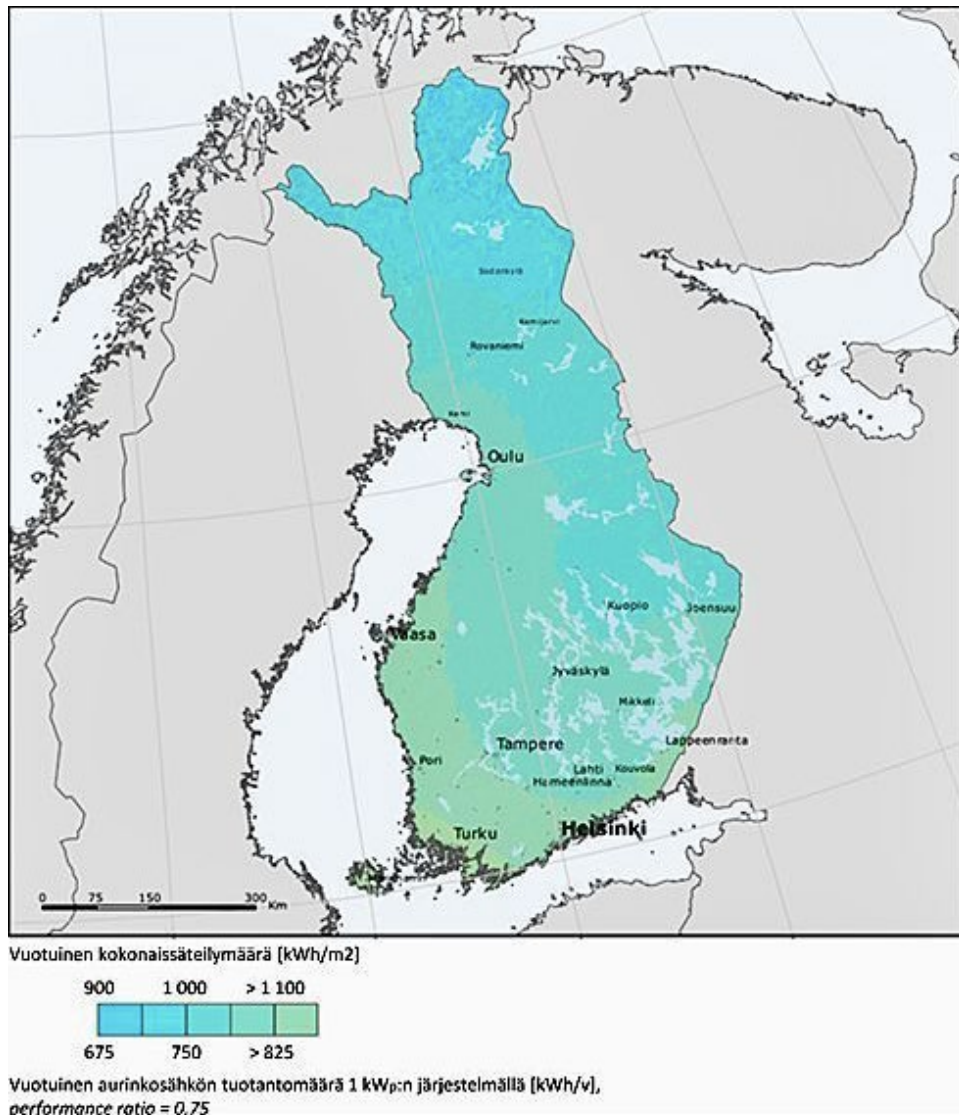 Sodankylä
Kemijärvi
Rovaniemi
Kemi
Oulu
Kuopio
Joensuu
Vaasa
Jyväskylä
Mikkeli
Lappeenranta
Tampere
Pori
Lahti
Kouvola
Hämeenlinna
Helsinki
Turku
0 75 150 300 Km
Vuotuinen kokonaissäteilymäärä [kWh/m2]
900 1 000 > 1 100
675 750 > 825
Vuotuinen aurinkosähkön tuotantomäärä 1 kWp:n järjestelmällä [kWh/v],
performance ratio = 0,75